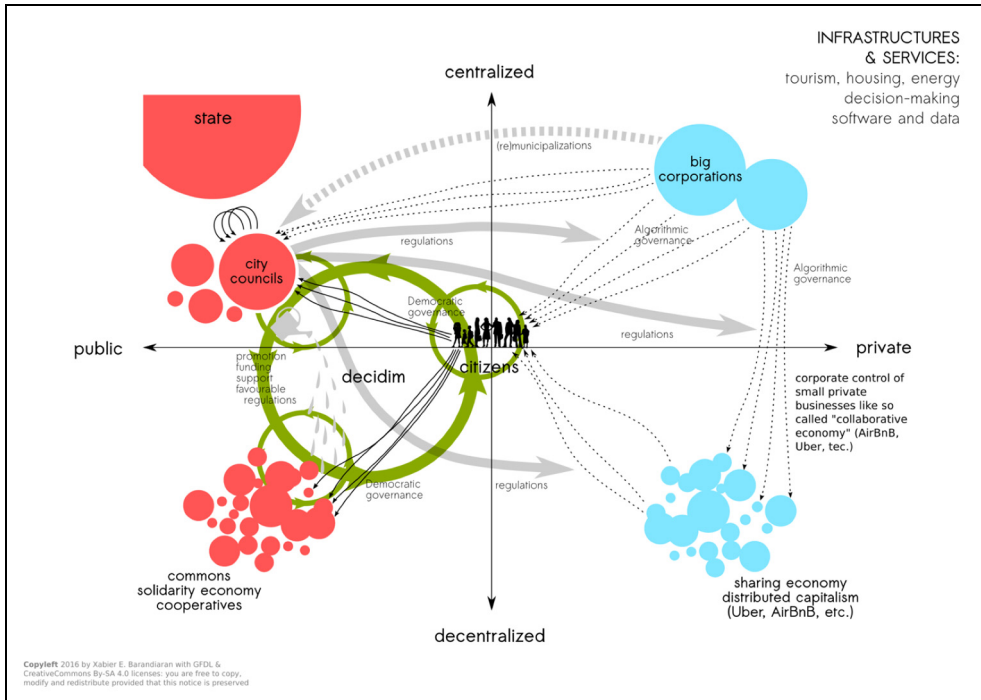 INFRASTRUCTURES
& SERVICES:
tourism, housing, energy
decision-making
software and data
centralized
state
(re)municipalizations
big
corporations
regulations
Algorithmic
governance
city
councils
Algorithmic
governance
Democratic
governance
regulations
public
private
promotion
funding
support
favourable
regulations
decidim
citizens
corporate control of
small private
businesses like so
called "collaborative
economy" (AirBnB,
Uber, tec.)
Democratic
governance
regulations
commons
solidarity economy
cooperatives
sharing economy
distributed capitalism
(Uber, AirBnB, etc.)
decentralized
Copyleft 2016 by Xabier E. Barandiaran with GFDL &
CreativeCommons By-SA 4.0 licenses: you are free to copy,
modify and redistribute provided that this notice is preserved